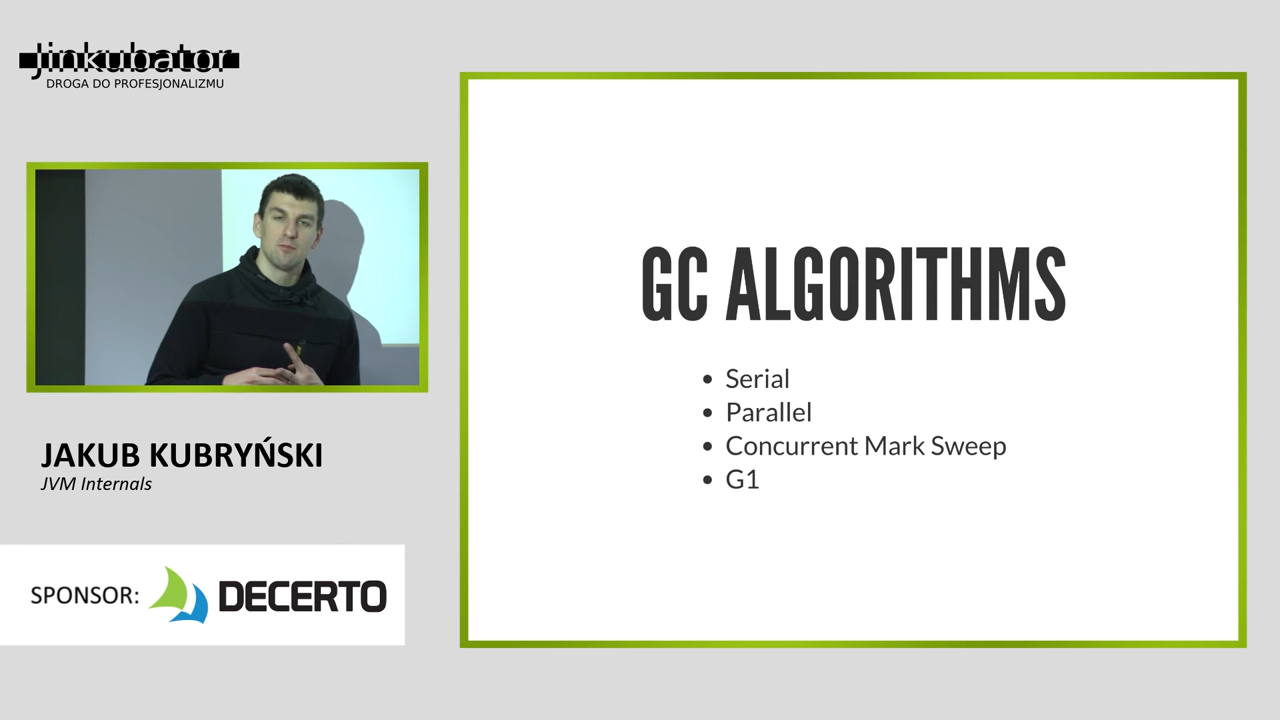 Jinkubator
DROGA DO PROFESJONALIZMU
JAKUB KUBRYŃSKI
JVM Internals
SPONSOR: DECERTO
GC ALGORITHMS
• Serial
• Parallel
• Concurrent Mark Sweep
• G1